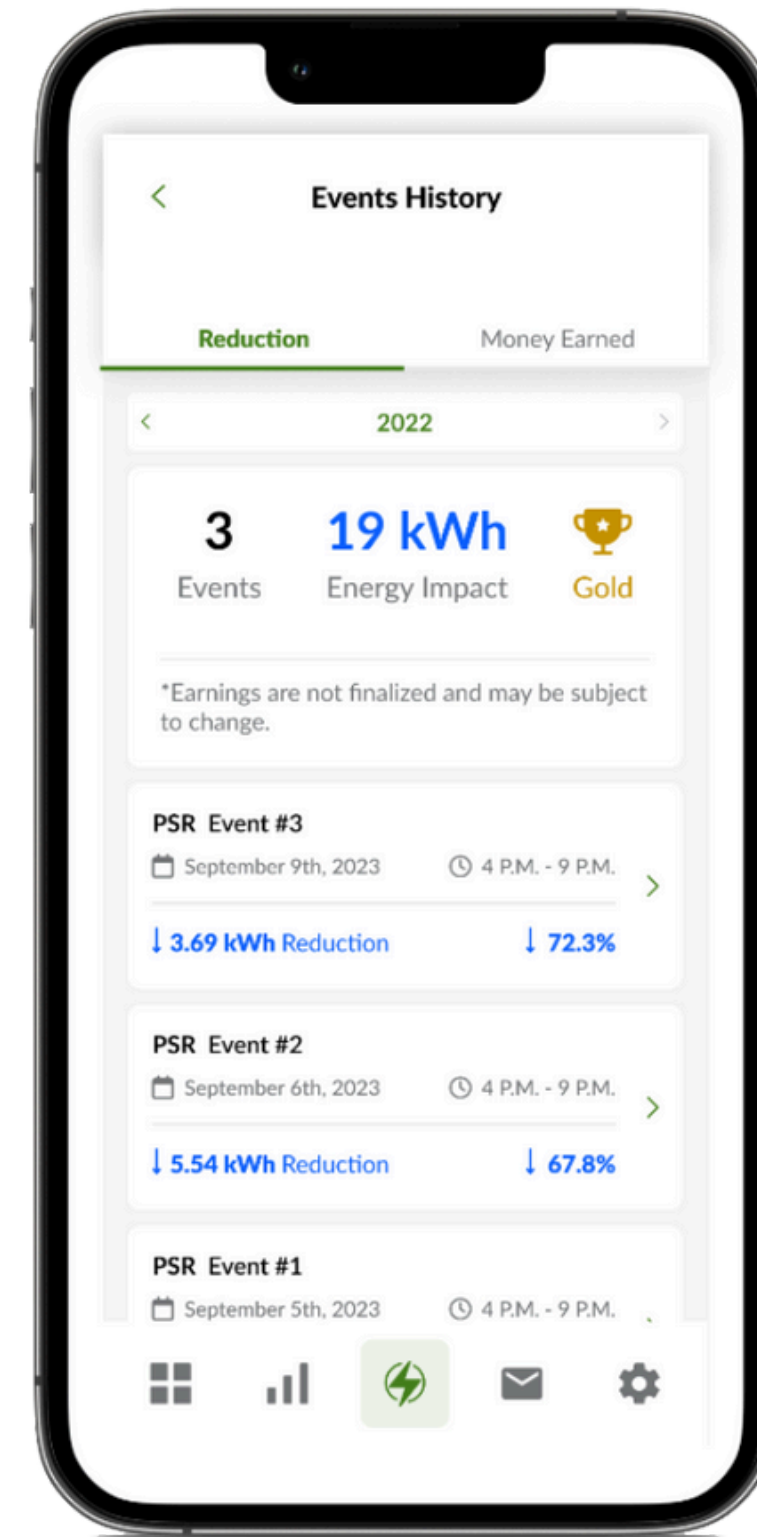 Events History
Reduction Money Earned
2022
3 19 kWh
Events Energy Impact Gold
*Earnings are not finalized and may be subject
to change.
PSR Event #3
September 9th, 2023 4 P.M. - 9 P.M.
↓ 3.69 kWh Reduction ↓ 72.3%
PSR Event #2
September 6th, 2023 4 P.M. - 9 P.M.
↓ 5.54 kWh Reduction ↓ 67.8%
PSR Event #1
September 5th, 2023 4 P.M. - 9 P.M.